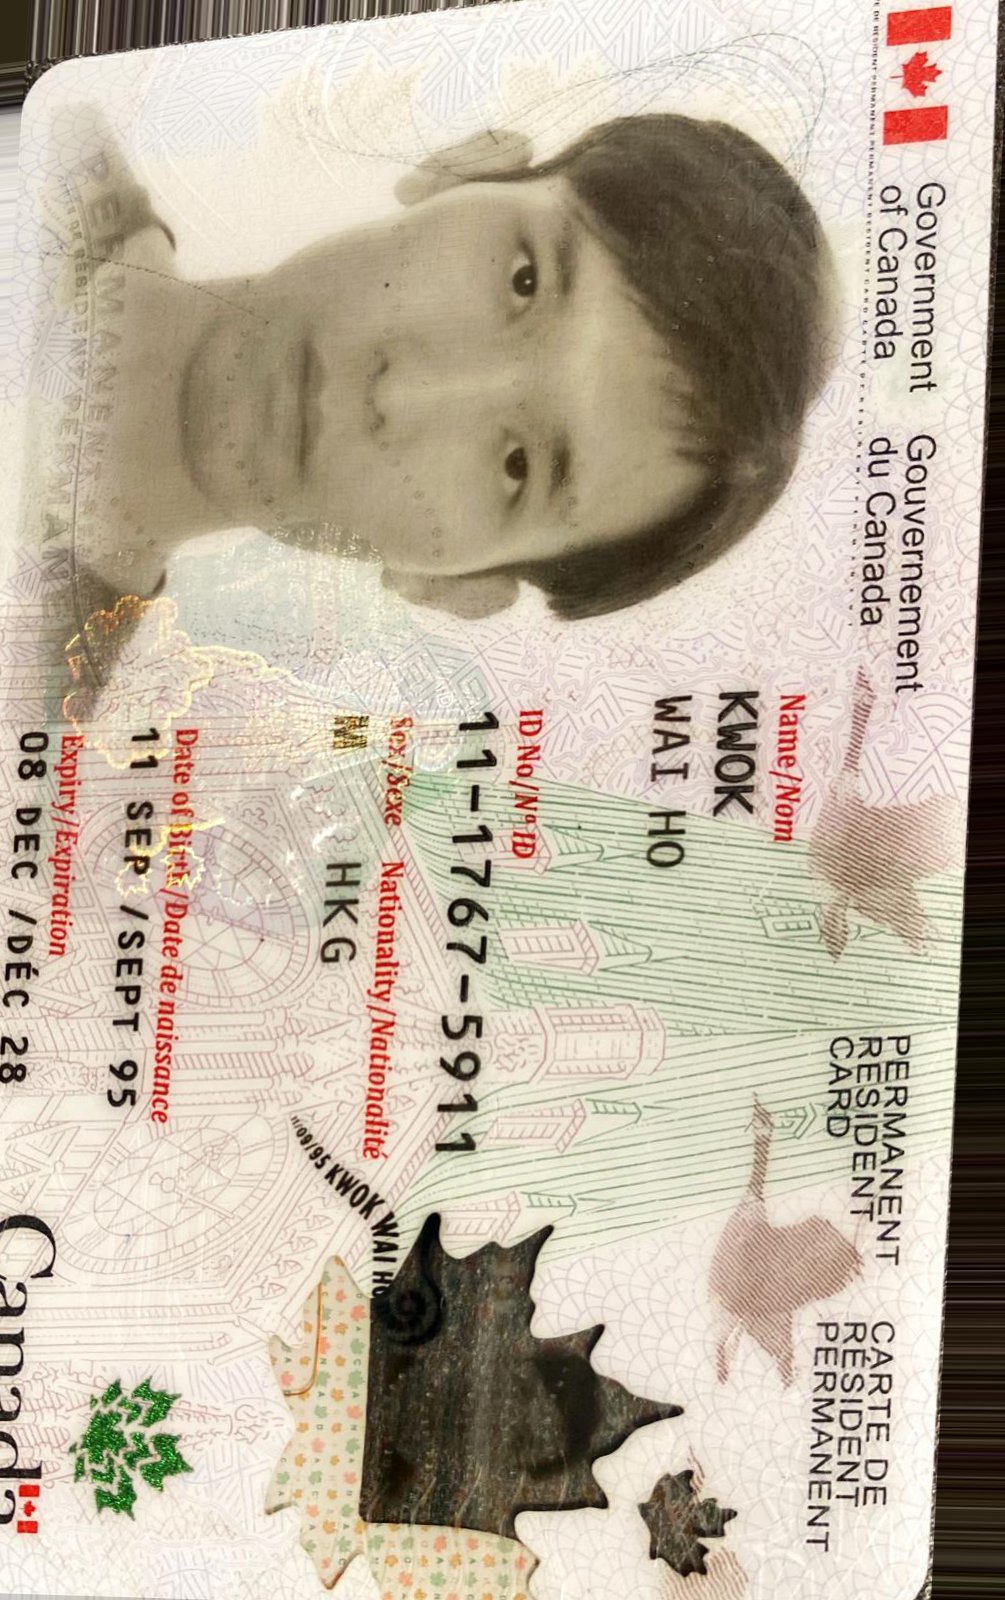 Government of Canada
Gouvernement du Canada
PERMANENT RESIDENT CARD
CARTE DE RÉSIDENT PERMANENT
Name/Nom
KWOK
WAI HO
ID No/Nº ID
11-1767-5911
Sex/Sexe Nationality/Nationalité
M HKG
Date of Birth/Date de naissance
11 SEP /SEPT 95
Expiry/Expiration
08 DEC /DÉC 28
11/09/95 KWOK WAI HO
Canada